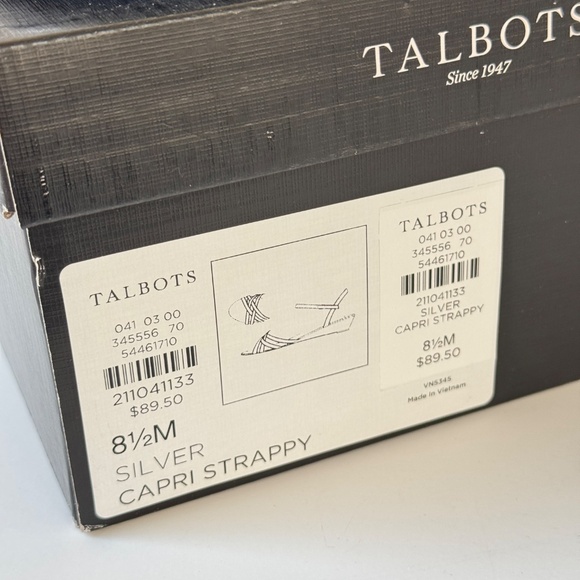 TALBOTS
Since 1947
TALBOTS
041 03 00
345556 70
54461710
211041133
$89.50
8½M
SILVER
CAPRI STRAPPY
TALBOTS
041 03 00
345556 70
54461710
211041133
SILVER
CAPRI STRAPPY
8½M
$89.50
VN5345
Made in Vietnam